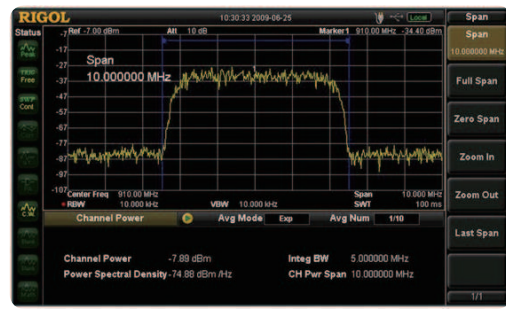 RIGOL 10:30:33 2009-06-25 Local Span
Status Ref -7.00 dBm Att 10 dB Marker1 910.00 MHz -34.40 dBm
Span
10.000000 MHz
Full Span
Zero Span
Zoom In
Zoom Out
Last Span
1/1
Peak
Free
Cont
C.W.
-7
-17
-27
-37
-47
-57
-67
-77
-87
-97
-107
Span
10.000000 MHz
Center Freq 910.00 MHz Span 10.000 MHz
RBW 10.000 kHz VBW 10.000 kHz SWT 100 ms
Channel Power Avg Mode Exp Avg Num 1/10
Channel Power -7.89 dBm Integ BW 5.000000 MHz
Power Spectral Density -74.88 dBm /Hz CH Pwr Span 10.000000 MHz